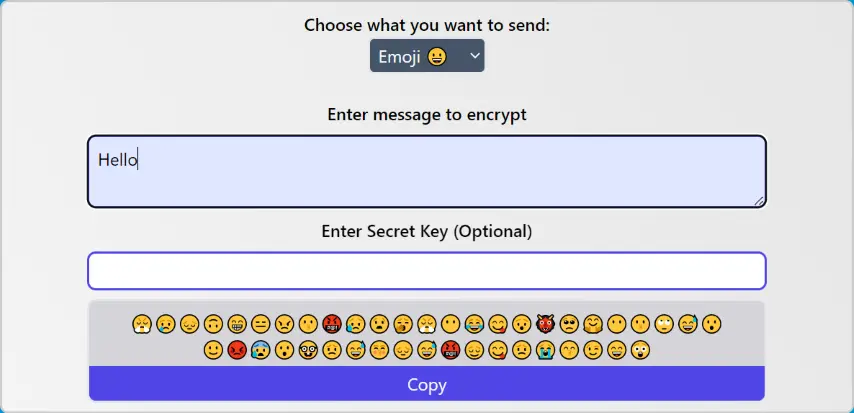 Choose what you want to send:
Emoji 😀
Enter message to encrypt
Hello
Enter Secret Key (Optional)
Copy